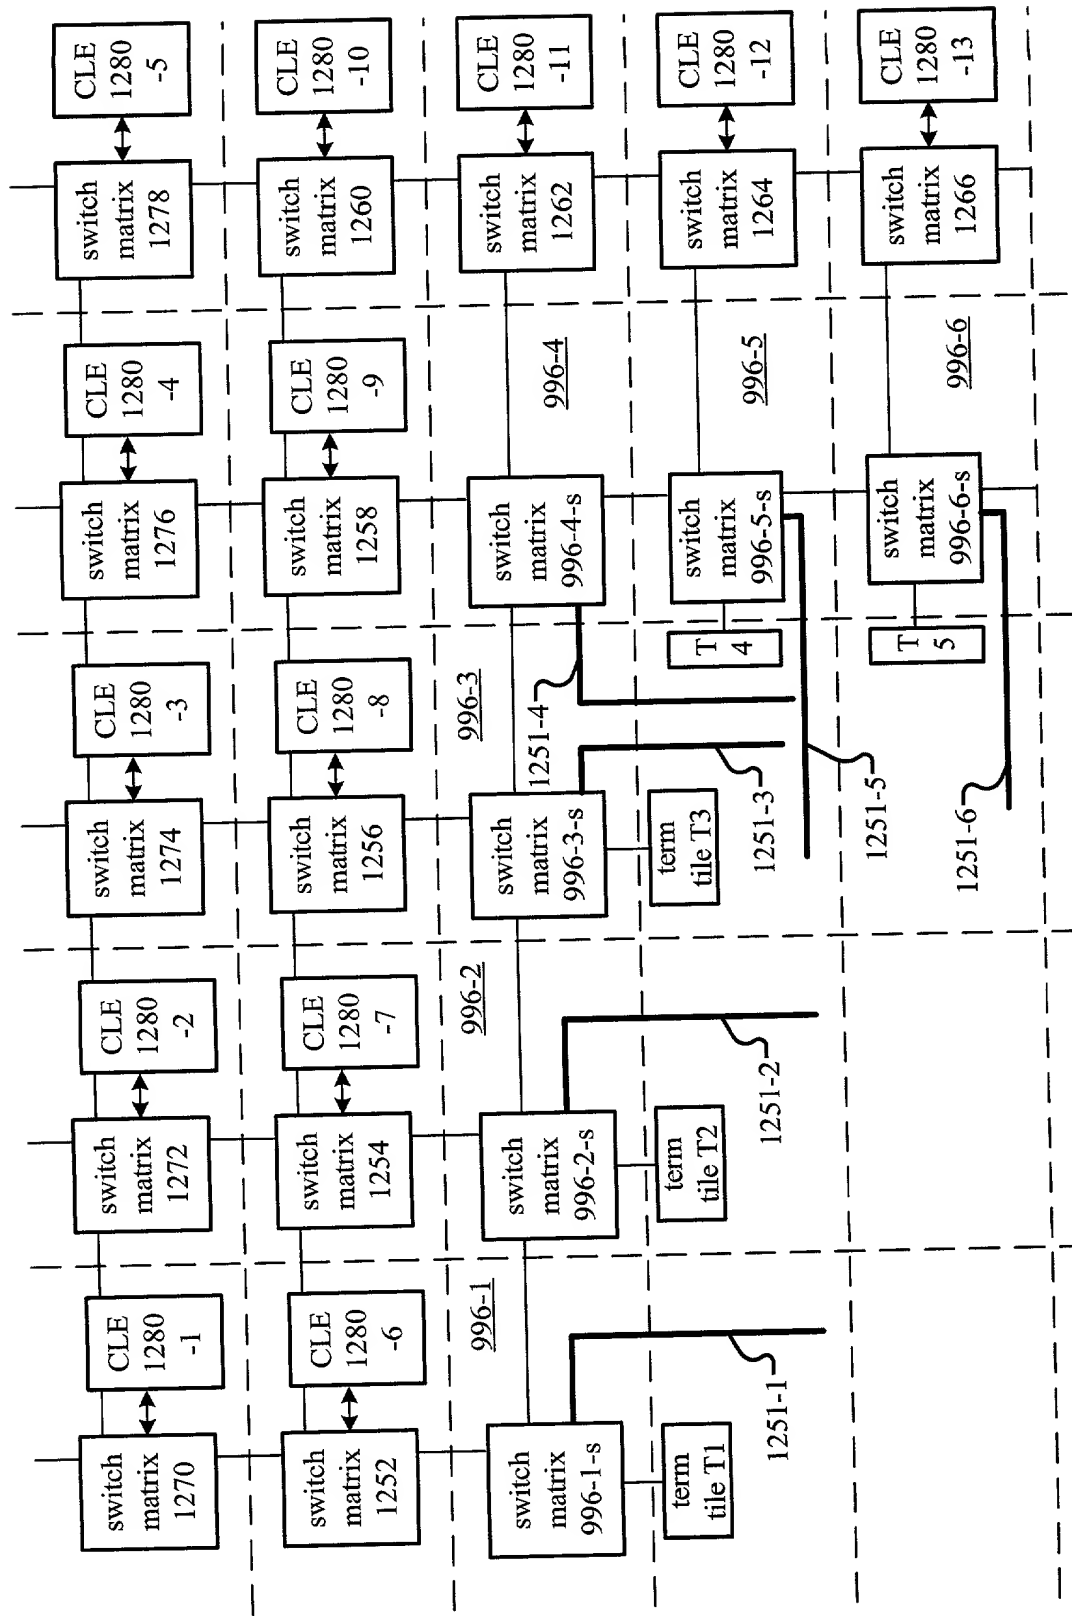 switch
matrix
1270
CLE
1280
-1
switch
matrix
1272
CLE
1280
-2
switch
matrix
1274
CLE
1280
-3
switch
matrix
1276
CLE
1280
-4
switch
matrix
1278
CLE
1280
-5
switch
matrix
1252
CLE
1280
-6
switch
matrix
1254
CLE
1280
-7
switch
matrix
1256
CLE
1280
-8
switch
matrix
1258
CLE
1280
-9
switch
matrix
1260
CLE
1280
-10
996-1
996-2
996-3
switch
matrix
996-1-s
switch
matrix
996-2-s
switch
matrix
996-3-s
1251-4
switch
matrix
996-4-s
996-4
switch
matrix
1262
CLE
1280
-11
term
tile T1
term
tile T2
term
tile T3
T
4
switch
matrix
996-5-s
996-5
switch
matrix
1264
CLE
1280
-12
1251-1
1251-2
1251-3
1251-5
T
5
switch
matrix
996-6-s
996-6
switch
matrix
1266
CLE
1280
-13
1251-6